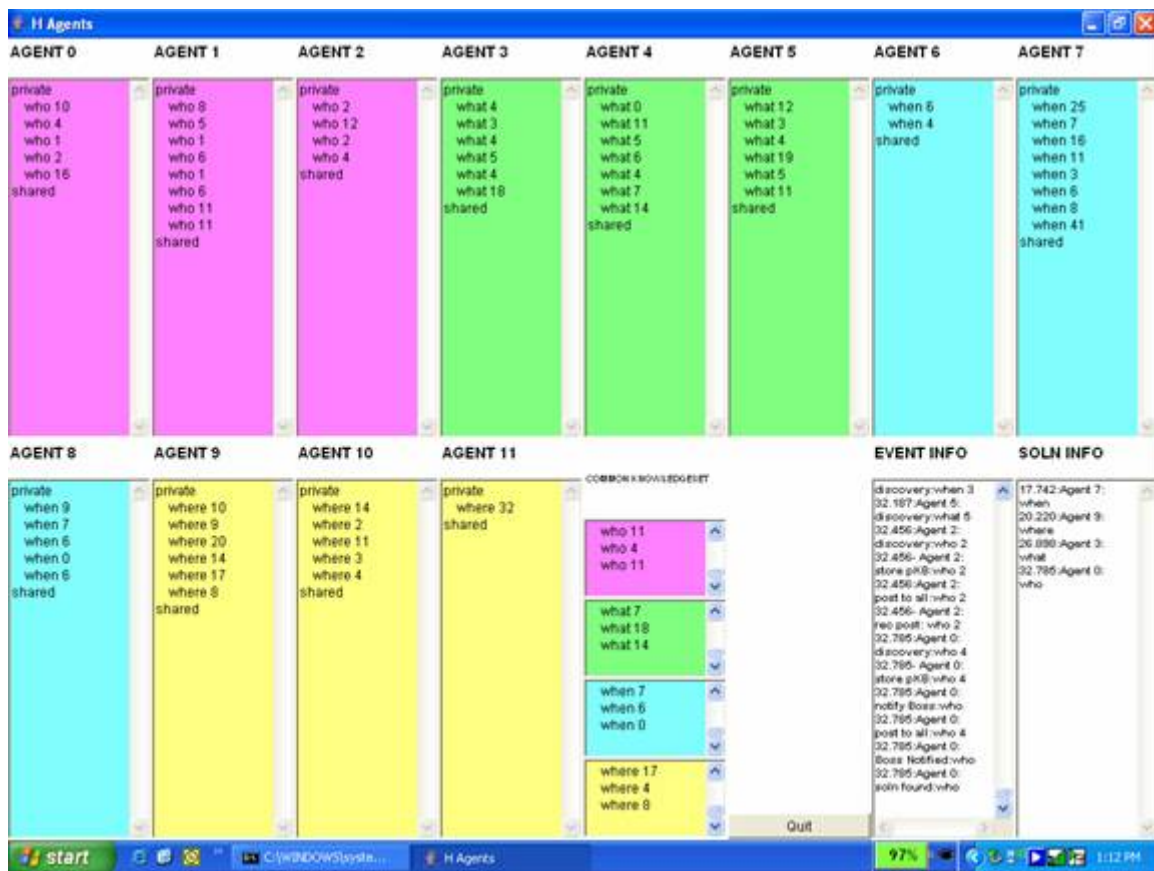 H Agents
AGENT 0
private
who 10
who 4
who 1
who 2
who 16
shared
AGENT 1
private
who 8
who 5
who 1
who 6
who 1
who 6
who 11
who 11
shared
AGENT 2
private
who 2
who 12
who 2
who 4
shared
AGENT 3
private
what 4
what 3
what 4
what 5
what 4
what 18
shared
AGENT 4
private
what 0
what 11
what 5
what 6
what 4
what 7
what 14
shared
AGENT 5
private
what 12
what 3
what 4
what 19
what 5
what 11
shared
AGENT 6
private
when 6
when 4
shared
AGENT 7
private
when 25
when 7
when 16
when 11
when 3
when 6
when 8
when 41
shared
AGENT 8
private
when 9
when 7
when 6
when 0
when 6
shared
AGENT 9
private
where 10
where 9
where 20
where 14
where 17
where 8
shared
AGENT 10
private
where 14
where 2
where 11
where 3
where 4
shared
AGENT 11
private
where 32
shared
COMMON KNOWLEDGESET
who 11
who 4
who 11
what 7
what 18
what 14
when 7
when 6
when 0
where 17
where 4
where 8
Quit
EVENT INFO
discovery:when 3
32.187:Agent 5:
discovery:what 5
32.456:Agent 2:
discovery:who 2
32.456- Agent 2:
store pKB:who 2
32.456:Agent 2:
post to all:who 2
32.456- Agent 2:
rec post: who 2
32.785:Agent 0:
discovery:who 4
32.785- Agent 0:
store pKB:who 4
32.785:Agent 0:
notify Boss:who
32.785:Agent 0:
post to all:who 4
32.785:Agent 0:
Boss Notified:who
32.785:Agent 0:
soln found:who
SOLN INFO
17.742:Agent 7:
when
20.220:Agent 9:
where
26.898:Agent 3:
what
32.785:Agent 0:
who
start
C:\WINDOWS\syste...
H Agents
97%
1:12 PM